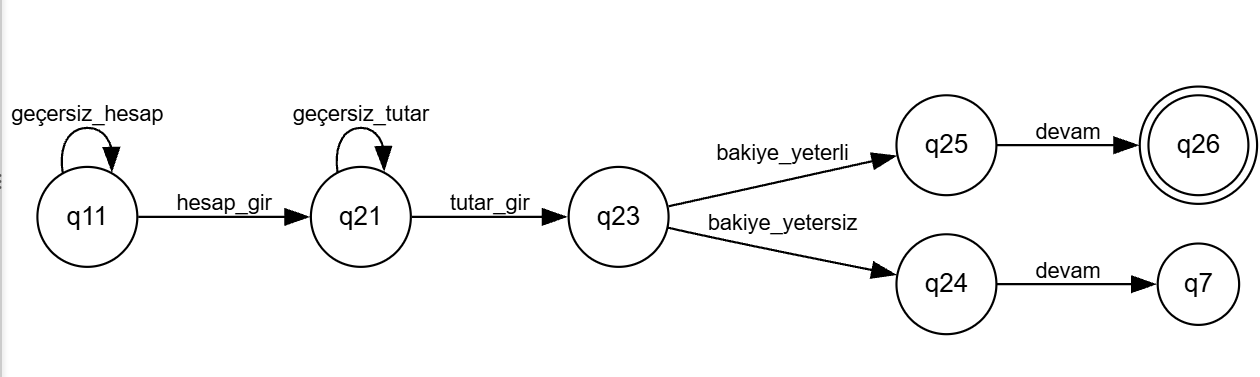 geçersiz_hesap
geçersiz_tutar
q11
hesap_gir
q21
tutar_gir
q23
bakiye_yeterli
q25
devam
q26
bakiye_yetersiz
q24
devam
q7